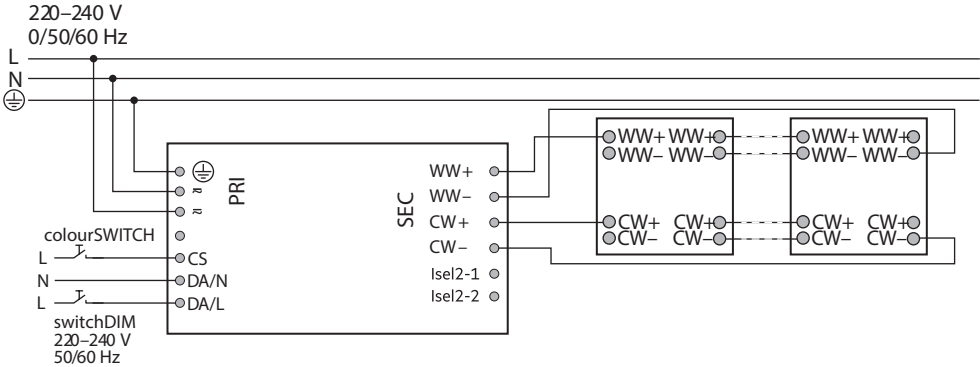 220–240 V
0/50/60 Hz
L
N
PRI
≂
≂
colourSWITCH
L
CS
N
DA/N
L
DA/L
switchDIM
220–240 V
50/60 Hz
SEC
WW+
WW–
CW+
CW–
Isel2-1
Isel2-2
WW+ WW+
WW– WW–
CW+ CW+
CW– CW–
WW+ WW+
WW– WW–
CW+ CW+
CW– CW–